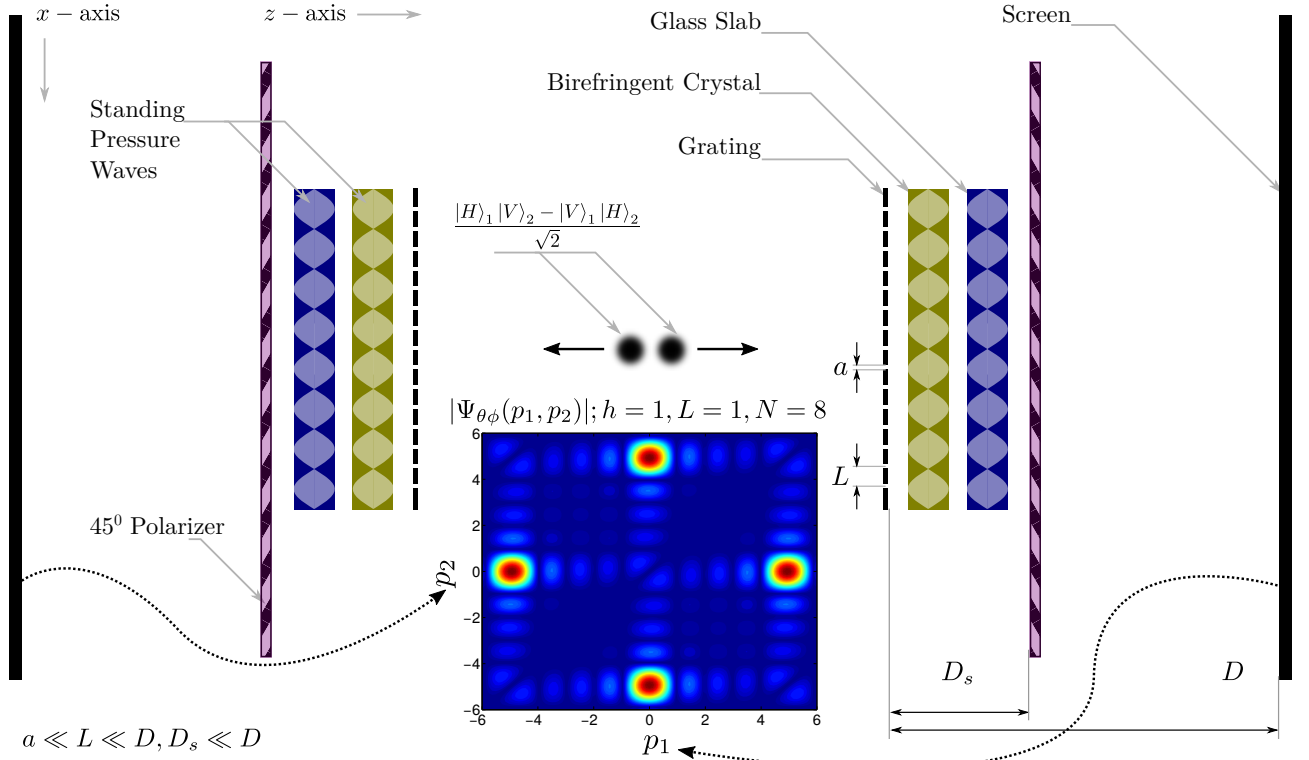 x − axis
z − axis
Glass Slab
Screen
Birefringent Crystal
Standing
Pressure
Waves
Grating
|H⟩₁ |V⟩₂ − |V⟩₁ |H⟩₂
√2
a
|Ψθϕ(p₁, p₂)|; h = 1, L = 1, N = 8
L
45⁰ Polarizer
6
4
2
0
−2
−4
−6
p₂
−6 −4 −2 0 2 4 6
p₁
Dₛ
D
a ≪ L ≪ D, Dₛ ≪ D